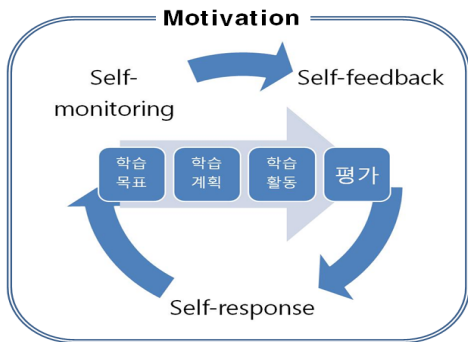 Motivation
Self-
monitoring
Self-feedback
학습
목표
학습
계획
학습
활동
평가
Self-response